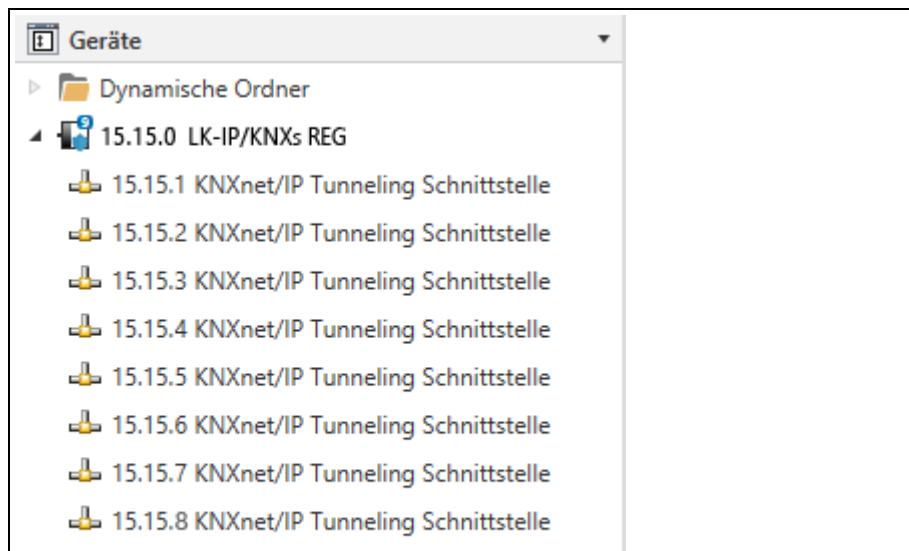 Geräte
Dynamische Ordner
15.15.0 LK-IP/KNXs REG
15.15.1 KNXnet/IP Tunneling Schnittstelle
15.15.2 KNXnet/IP Tunneling Schnittstelle
15.15.3 KNXnet/IP Tunneling Schnittstelle
15.15.4 KNXnet/IP Tunneling Schnittstelle
15.15.5 KNXnet/IP Tunneling Schnittstelle
15.15.6 KNXnet/IP Tunneling Schnittstelle
15.15.7 KNXnet/IP Tunneling Schnittstelle
15.15.8 KNXnet/IP Tunneling Schnittstelle